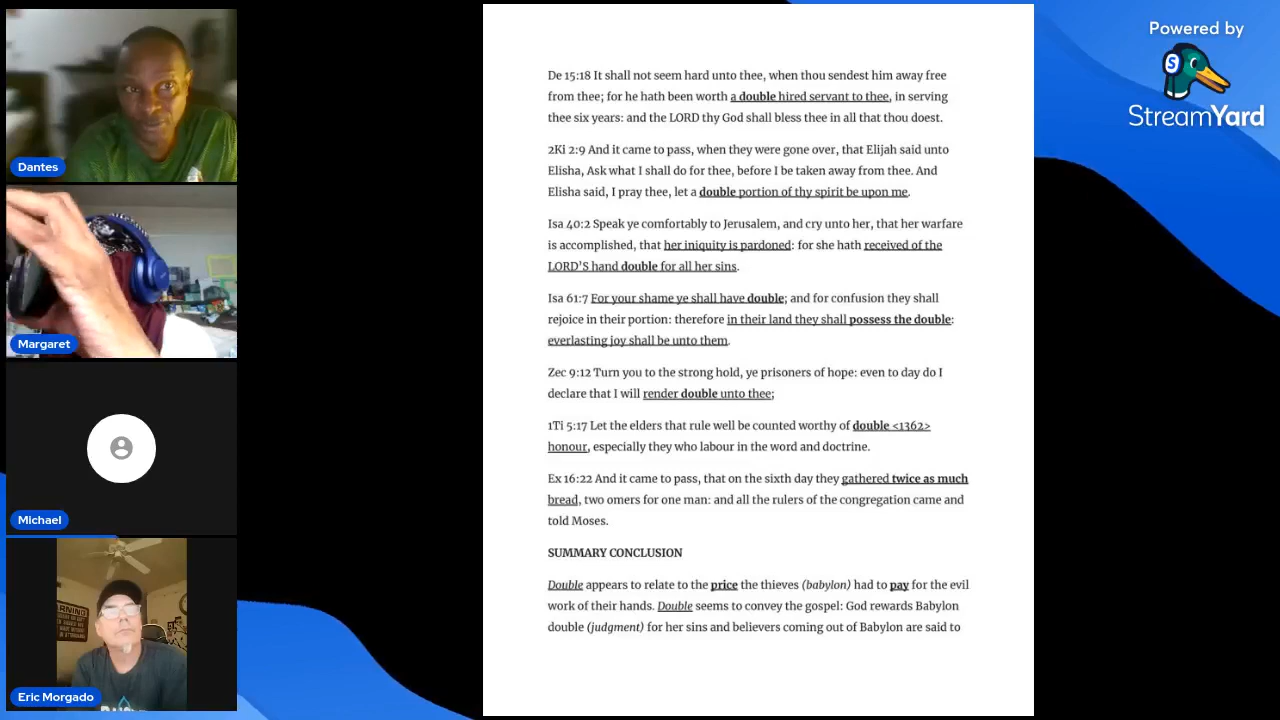 Powered by
StreamYard
Dantes
Margaret
Michael
Eric Morgado
De 15:18 It shall not seem hard unto thee, when thou sendest him away free
from thee; for he hath been worth a double hired servant to thee, in serving
thee six years: and the LORD thy God shall bless thee in all that thou doest.
2Ki 2:9 And it came to pass, when they were gone over, that Elijah said unto
Elisha, Ask what I shall do for thee, before I be taken away from thee. And
Elisha said, I pray thee, let a double portion of thy spirit be upon me.
Isa 40:2 Speak ye comfortably to Jerusalem, and cry unto her, that her warfare
is accomplished, that her iniquity is pardoned: for she hath received of the
LORD'S hand double for all her sins.
Isa 61:7 For your shame ye shall have double; and for confusion they shall
rejoice in their portion: therefore in their land they shall possess the double:
everlasting joy shall be unto them.
Zec 9:12 Turn you to the strong hold, ye prisoners of hope: even to day do I
declare that I will render double unto thee;
1Ti 5:17 Let the elders that rule well be counted worthy of double <1362>
honour, especially they who labour in the word and doctrine.
Ex 16:22 And it came to pass, that on the sixth day they gathered twice as much
bread, two omers for one man: and all the rulers of the congregation came and
told Moses.
SUMMARY CONCLUSION
Double appears to relate to the price the thieves (babylon) had to pay for the evil
work of their hands. Double seems to convey the gospel: God rewards Babylon
double (judgment) for her sins and believers coming out of Babylon are said to